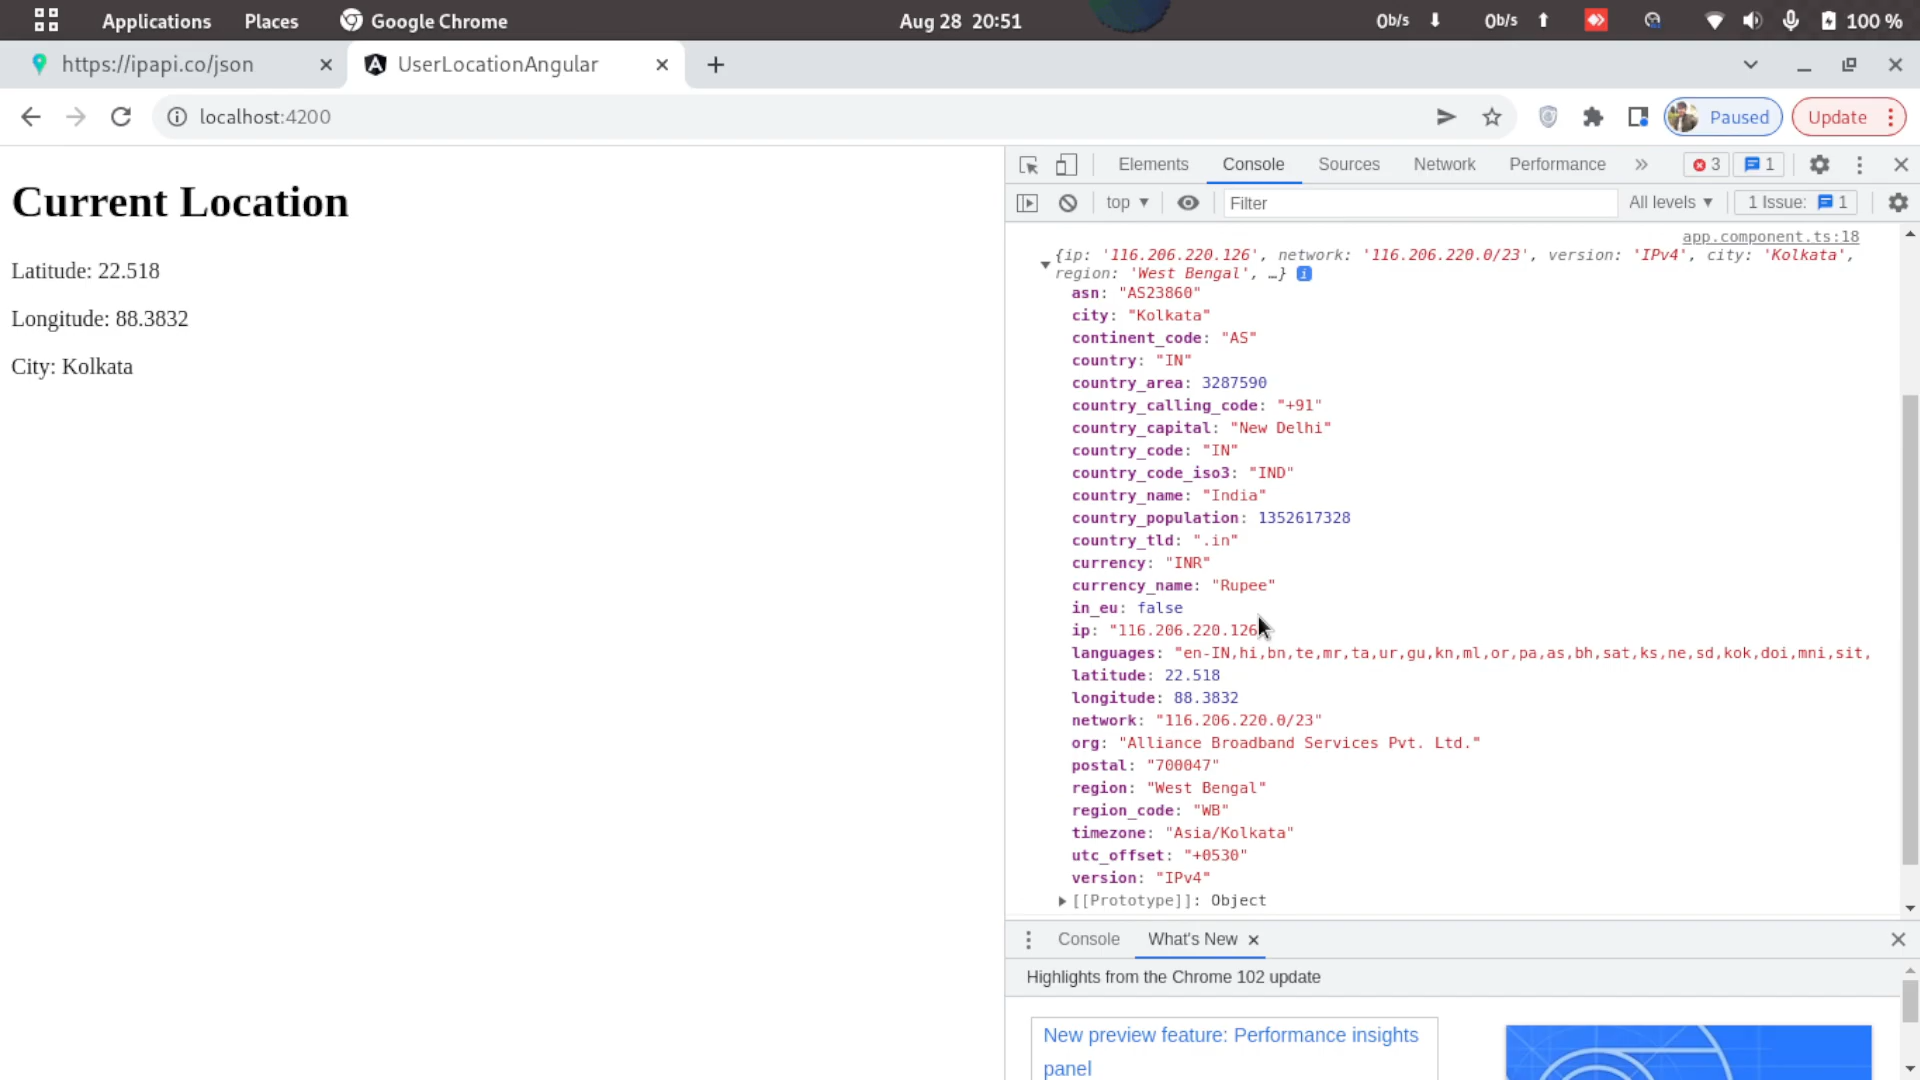 Applications Places Google Chrome Aug 28 20:51 0b/s 0b/s 100 %
https://ipapi.co/json UserLocationAngular
localhost:4200 Paused Update
Current Location
Latitude: 22.518
Longitude: 88.3832
City: Kolkata
Elements Console Sources Network Performance » 3 1
top ▼ Filter All levels ▼ 1 Issue: 1
app.component.ts:18
{ip: '116.206.220.126', network: '116.206.220.0/23', version: 'IPv4', city: 'Kolkata',
region: 'West Bengal', …} i
asn: "AS23860"
city: "Kolkata"
continent_code: "AS"
country: "IN"
country_area: 3287590
country_calling_code: "+91"
country_capital: "New Delhi"
country_code: "IN"
country_code_iso3: "IND"
country_name: "India"
country_population: 1352617328
country_tld: ".in"
currency: "INR"
currency_name: "Rupee"
in_eu: false
ip: "116.206.220.126
languages: "en-IN,hi,bn,te,mr,ta,ur,gu,kn,ml,or,pa,as,bh,sat,ks,ne,sd,kok,doi,mni,sit,
latitude: 22.518
longitude: 88.3832
network: "116.206.220.0/23"
org: "Alliance Broadband Services Pvt. Ltd."
postal: "700047"
region: "West Bengal"
region_code: "WB"
timezone: "Asia/Kolkata"
utc_offset: "+0530"
version: "IPv4"
[[Prototype]]: Object
Console What's New
Highlights from the Chrome 102 update
New preview feature: Performance insights
panel